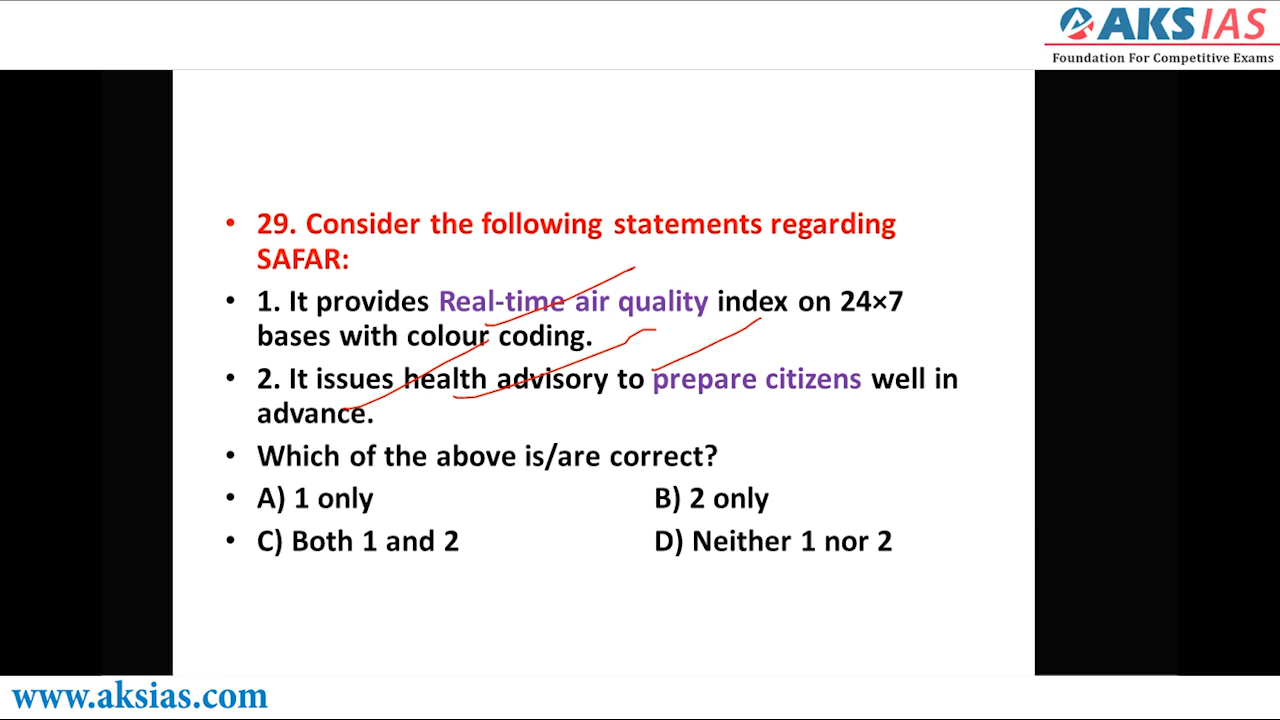 AKS IAS
Foundation For Competitive Exams
• 29. Consider the following statements regarding
SAFAR:
• 1. It provides Real-time air quality index on 24×7
bases with colour coding.
• 2. It issues health advisory to prepare citizens well in
advance.
• Which of the above is/are correct?
• A) 1 only B) 2 only
• C) Both 1 and 2 D) Neither 1 nor 2
www.aksias.com